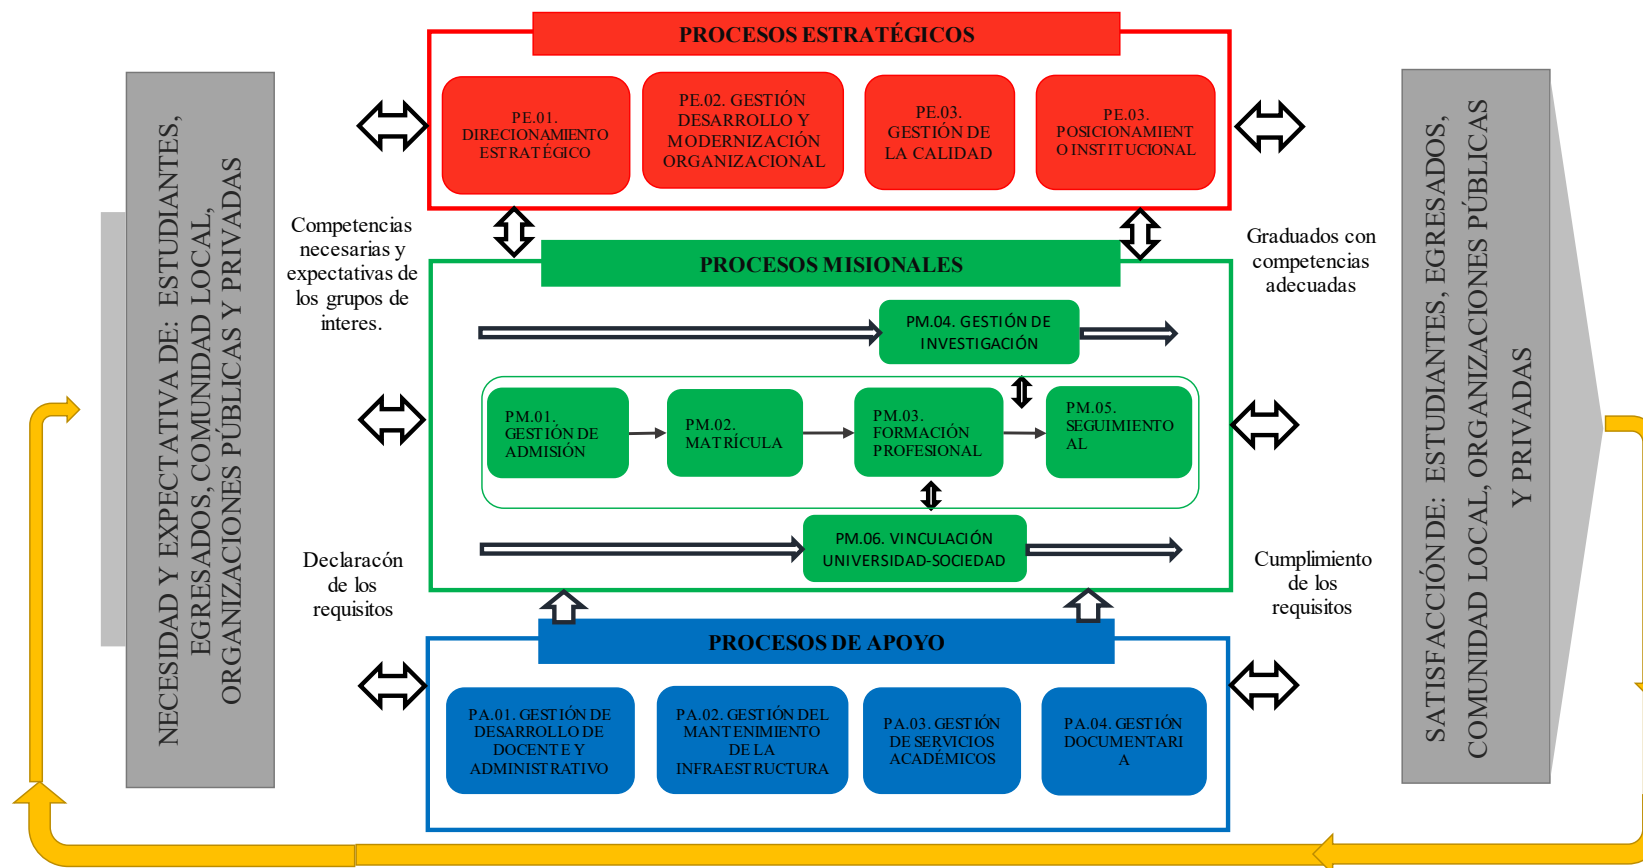 PROCESOS ESTRATÉGICOS
PE.01.
DIRECIONAMIENTO
ESTRATÉGICO
PE.02. GESTIÓN
DESARROLLO Y
MODERNIZACIÓN
ORGANIZACIONAL
PE.03.
GESTIÓN DE
LA CALIDAD
PE.03.
POSICIONAMIENT
O INSTITUCIONAL
NECESIDAD Y EXPECTATIVA DE: ESTUDIANTES,
EGRESADOS, COMUNIDAD LOCAL,
ORGANIZACIONES PÚBLICAS Y PRIVADAS
Competencias
necesarias y
expectativas de
los grupos de
interes.
Declaracón
de los
requisitos
PROCESOS MISIONALES
PM.04. GESTIÓN DE
INVESTIGACIÓN
PM.01.
GESTIÓN DE
ADMISIÓN
PM.02.
MATRÍCULA
PM.03.
FORMACIÓN
PROFESIONAL
PM.05.
SEGUIMIENTO
AL
PM.06. VINCULACIÓN
UNIVERSIDAD-SOCIEDAD
Graduados con
competencias
adecuadas
Cumplimiento
de los
requisitos
SATISFACCIÓN DE: ESTUDIANTES, EGRESADOS,
COMUNIDAD LOCAL, ORGANIZACIONES PÚBLICAS
Y PRIVADAS
PROCESOS DE APOYO
PA.01. GESTIÓN DE
DESARROLLO DE
DOCENTE Y
ADMINISTRATIVO
PA.02. GESTIÓN DEL
MANTENIMIENTO
DE LA
INFRAESTRUCTURA
PA.03. GESTIÓN
DE SERVICIOS
ACADÉMICOS
PA.04. GESTIÓN
DOCUMENTARI
A